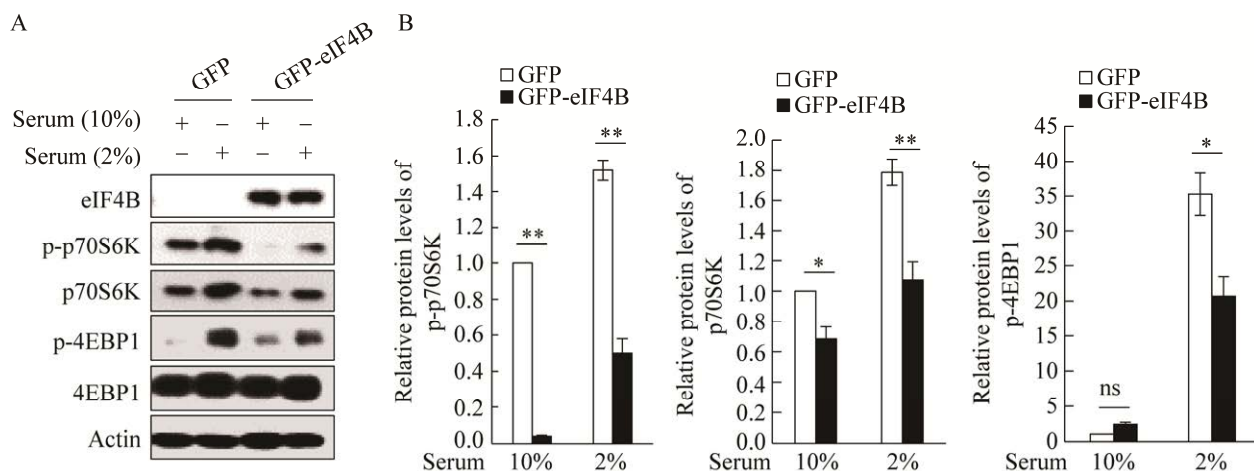 A
GFP
GFP-eIF4B
Serum (10%) + − + −
Serum (2%) − + − +
eIF4B
p-p70S6K
p70S6K
p-4EBP1
4EBP1
Actin
B
GFP
GFP-eIF4B
Relative protein levels of
p-p70S6K
1.8
1.6
1.4
1.2
1.0
0.8
0.6
0.4
0.2
0.0
**
**
Serum 10% 2%
GFP
GFP-eIF4B
Relative protein levels of
p70S6K
2.0
1.8
1.6
1.4
1.2
1.0
0.8
0.6
0.4
0.2
0.0
*
**
Serum 10% 2%
GFP
GFP-eIF4B
Relative protein levels of
p-4EBP1
45
40
35
30
25
20
15
10
5
0
ns
*
Serum 10% 2%